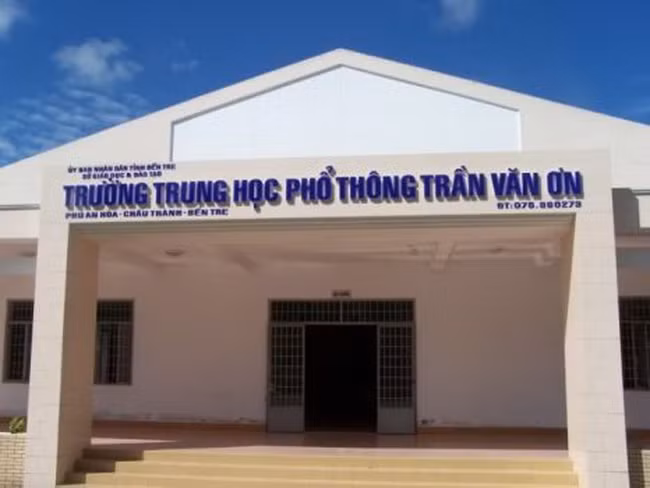 ỦY BAN NHÂN DÂN TỈNH BẾN TRE
SỞ GIÁO DỤC & ĐÀO TẠO
TRƯỜNG TRUNG HỌC PHỔ THÔNG TRẦN VĂN ƠN
PHÚ AN HÒA - CHÂU THÀNH - BẾN TRE
ĐT: 075.860273